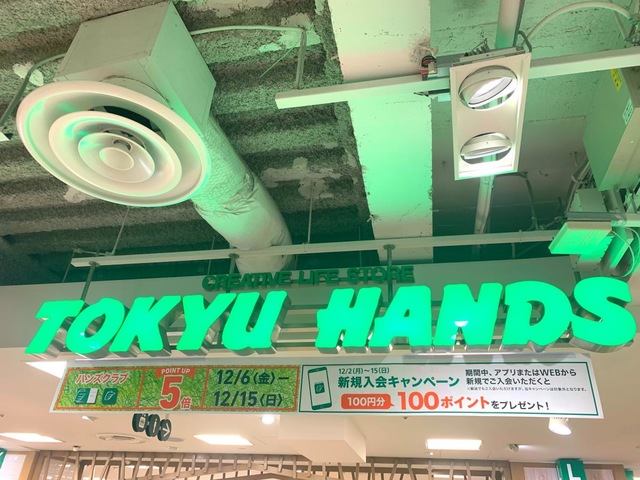 CREATIVE LIFE STORE
TOKYU HANDS
ハンズクラブ
POINT UP
5倍
12/6(金)ー
12/15(日)
12/2(月)〜15(日)
新規入会キャンペーン
期間中、アプリまたはWEBから
新規でご入会いただくと
100円分 100ポイントをプレゼント!